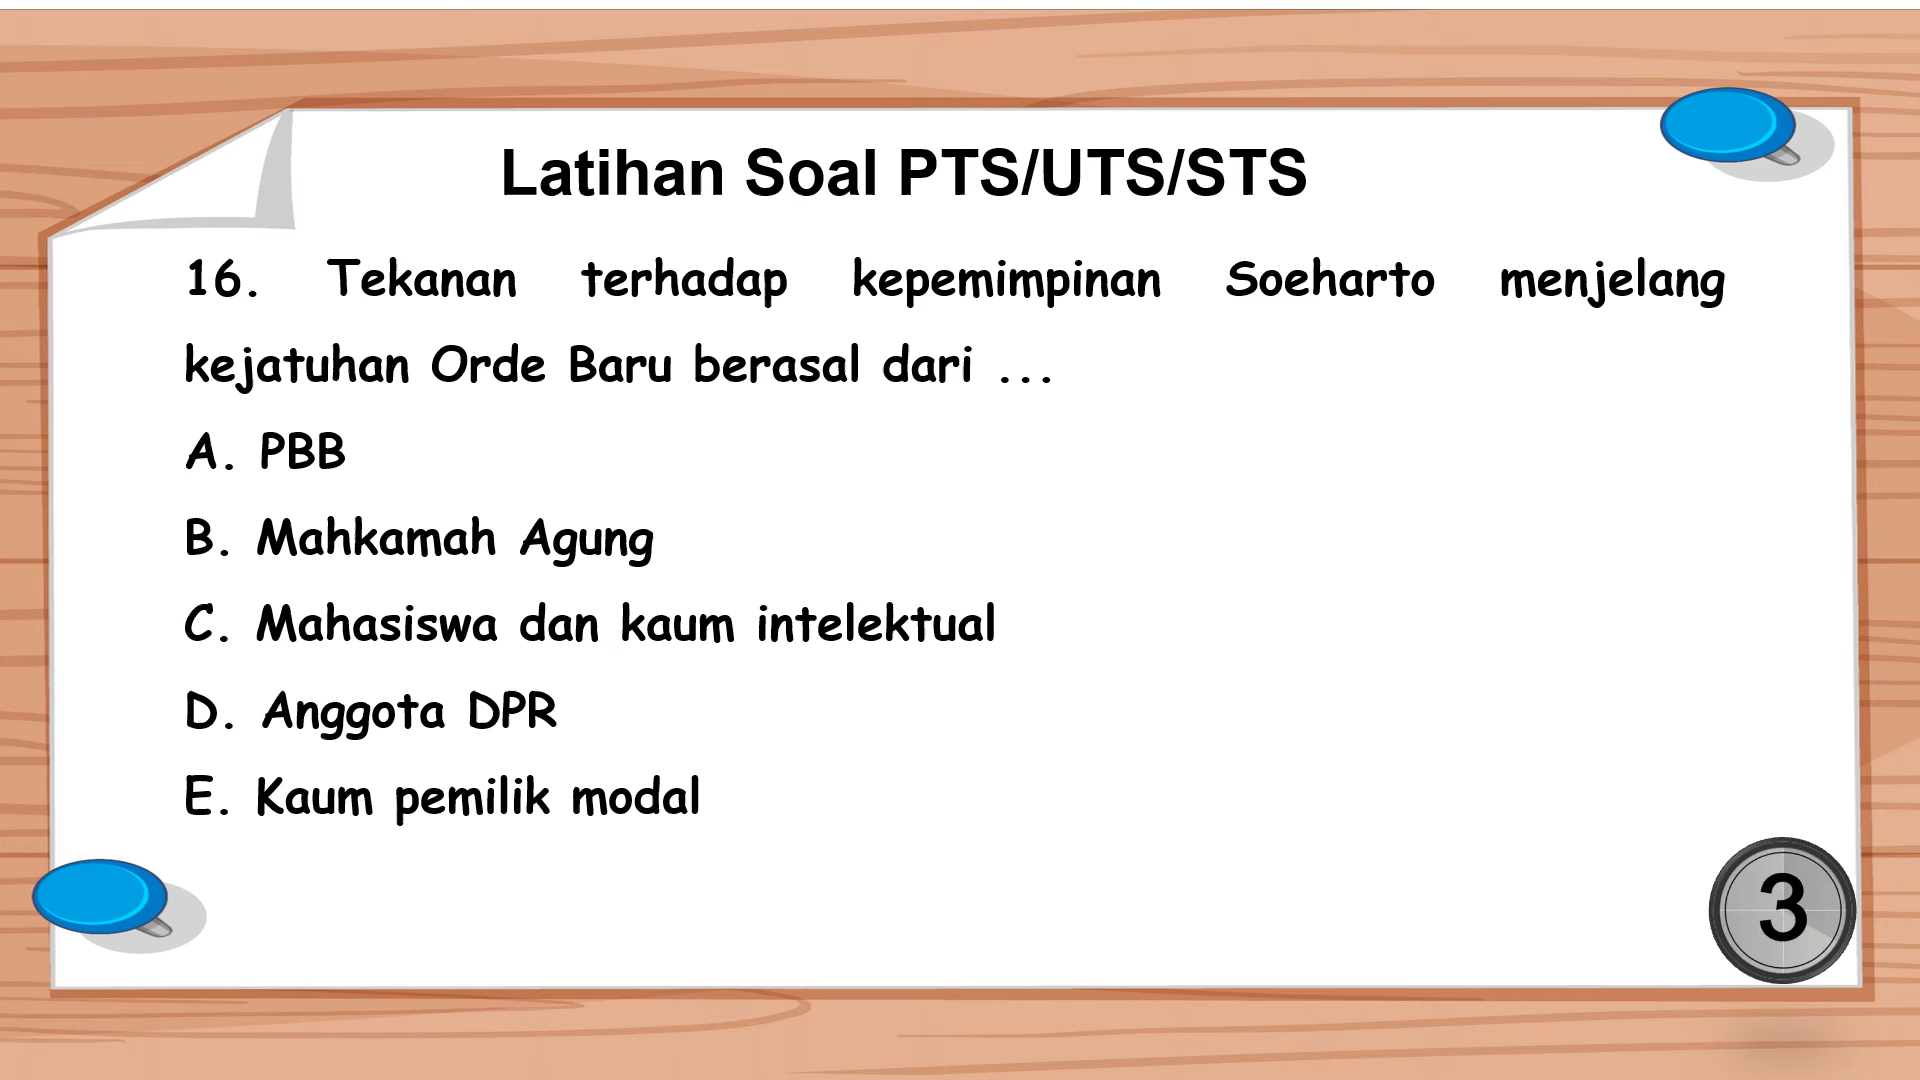 Latihan Soal PTS/UTS/STS
16. Tekanan terhadap kepemimpinan Soeharto menjelang
kejatuhan Orde Baru berasal dari ...
A. PBB
B. Mahkamah Agung
C. Mahasiswa dan kaum intelektual
D. Anggota DPR
E. Kaum pemilik modal
3